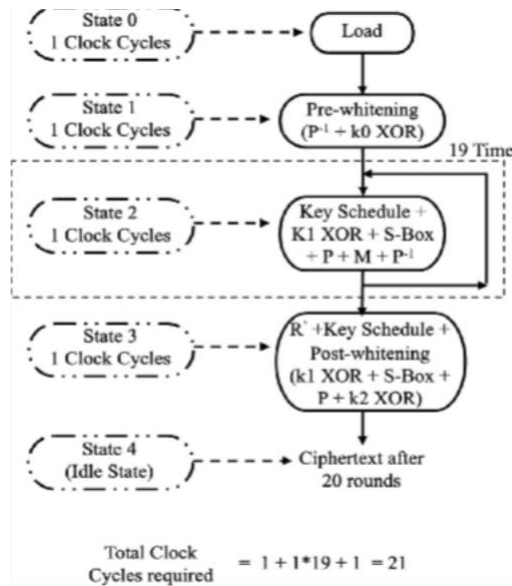 State 0
1 Clock Cycles
Load
State 1
1 Clock Cycles
Pre-whitening
(P⁻¹ + k0 XOR)
19 Time
State 2
1 Clock Cycles
Key Schedule +
K1 XOR + S-Box
+ P + M + P⁻¹
State 3
1 Clock Cycles
R' +Key Schedule +
Post-whitening
(k1 XOR + S-Box +
P + k2 XOR)
State 4
(Idle State)
Ciphertext after
20 rounds
Total Clock
Cycles required
= 1 + 1*19 + 1 = 21